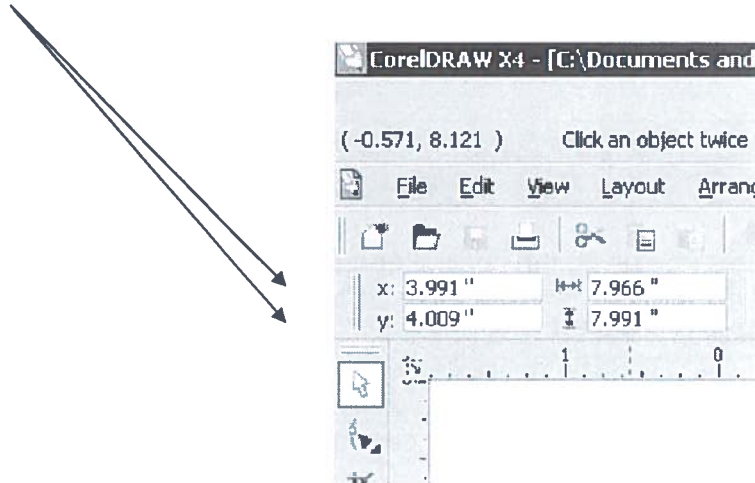 CorelDRAW X4 - [C:\Documents and
( -0.571, 8.121 ) Click an object twice
File Edit View Layout Arrang
x: 3.991 " 7.966 "
y: 4.009 " 7.991 "
1 0